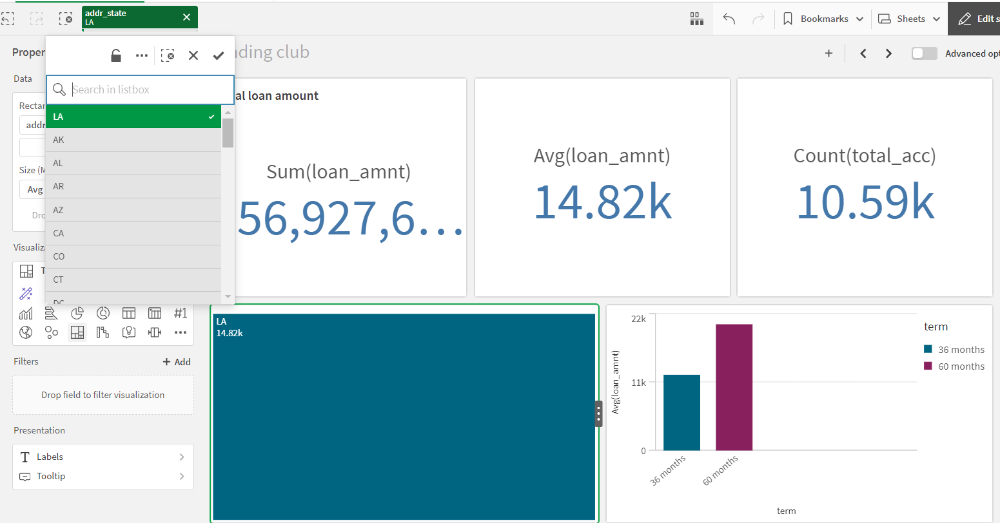 addr_state
LA
Bookmarks
Sheets
Edit s
Proper
nding club
Advanced opt
Data
Search in listbox
Rectan
addr
Size (M
Avg
Dro
LA
AK
AL
AR
AZ
CA
CO
CT
DC
al loan amount
Sum(loan_amnt)
56,927,6...
Avg(loan_amnt)
14.82k
Count(total_acc)
10.59k
Visualiza
T
#1
Filters
Add
Drop field to filter visualization
Presentation
Labels
Tooltip
LA
14.82k
22k
11k
0
Avg(loan_amnt)
36 months
60 months
term
term
36 months
60 months